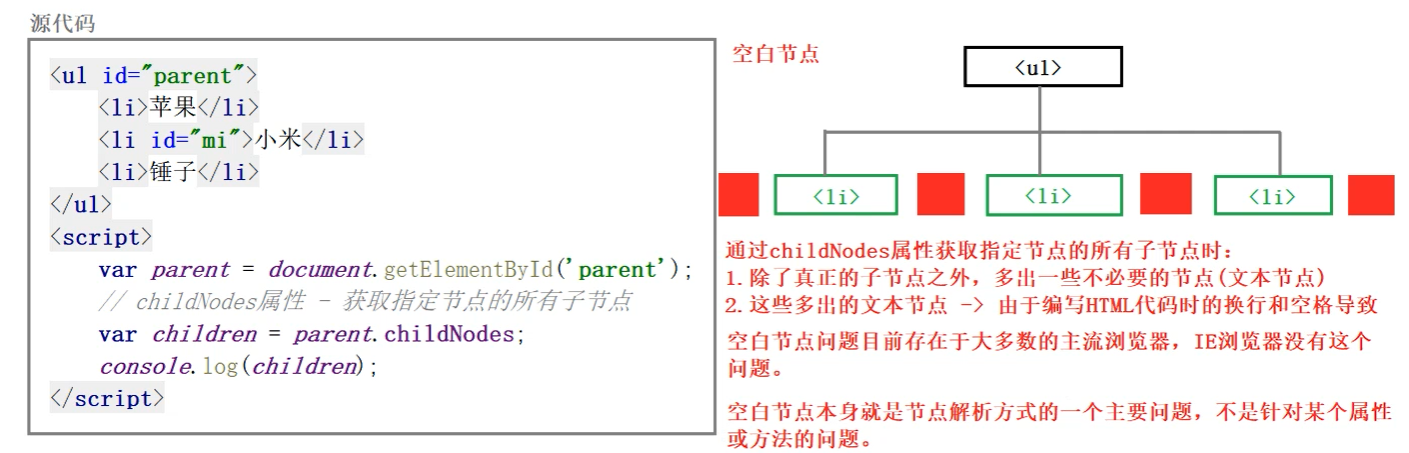 源代码
<ul id="parent">
<li>苹果</li>
<li id="mi">小米</li>
<li>锤子</li>
</ul>
<script>
var parent = document.getElementById('parent');
// childNodes属性 - 获取指定节点的所有子节点
var children = parent.childNodes;
console.log(children);
</script>
空白节点
<ul>
<li> <li> <li>
通过childNodes属性获取指定节点的所有子节点时:
1.除了真正的子节点之外，多出一些不必要的节点(文本节点)
2.这些多出的文本节点 -> 由于编写HTML代码时的换行和空格导致
空白节点问题目前存在于大多数的主流浏览器，IE浏览器没有这个
问题。
空白节点本身就是节点解析方式的一个主要问题，不是针对某个属性
或方法的问题。